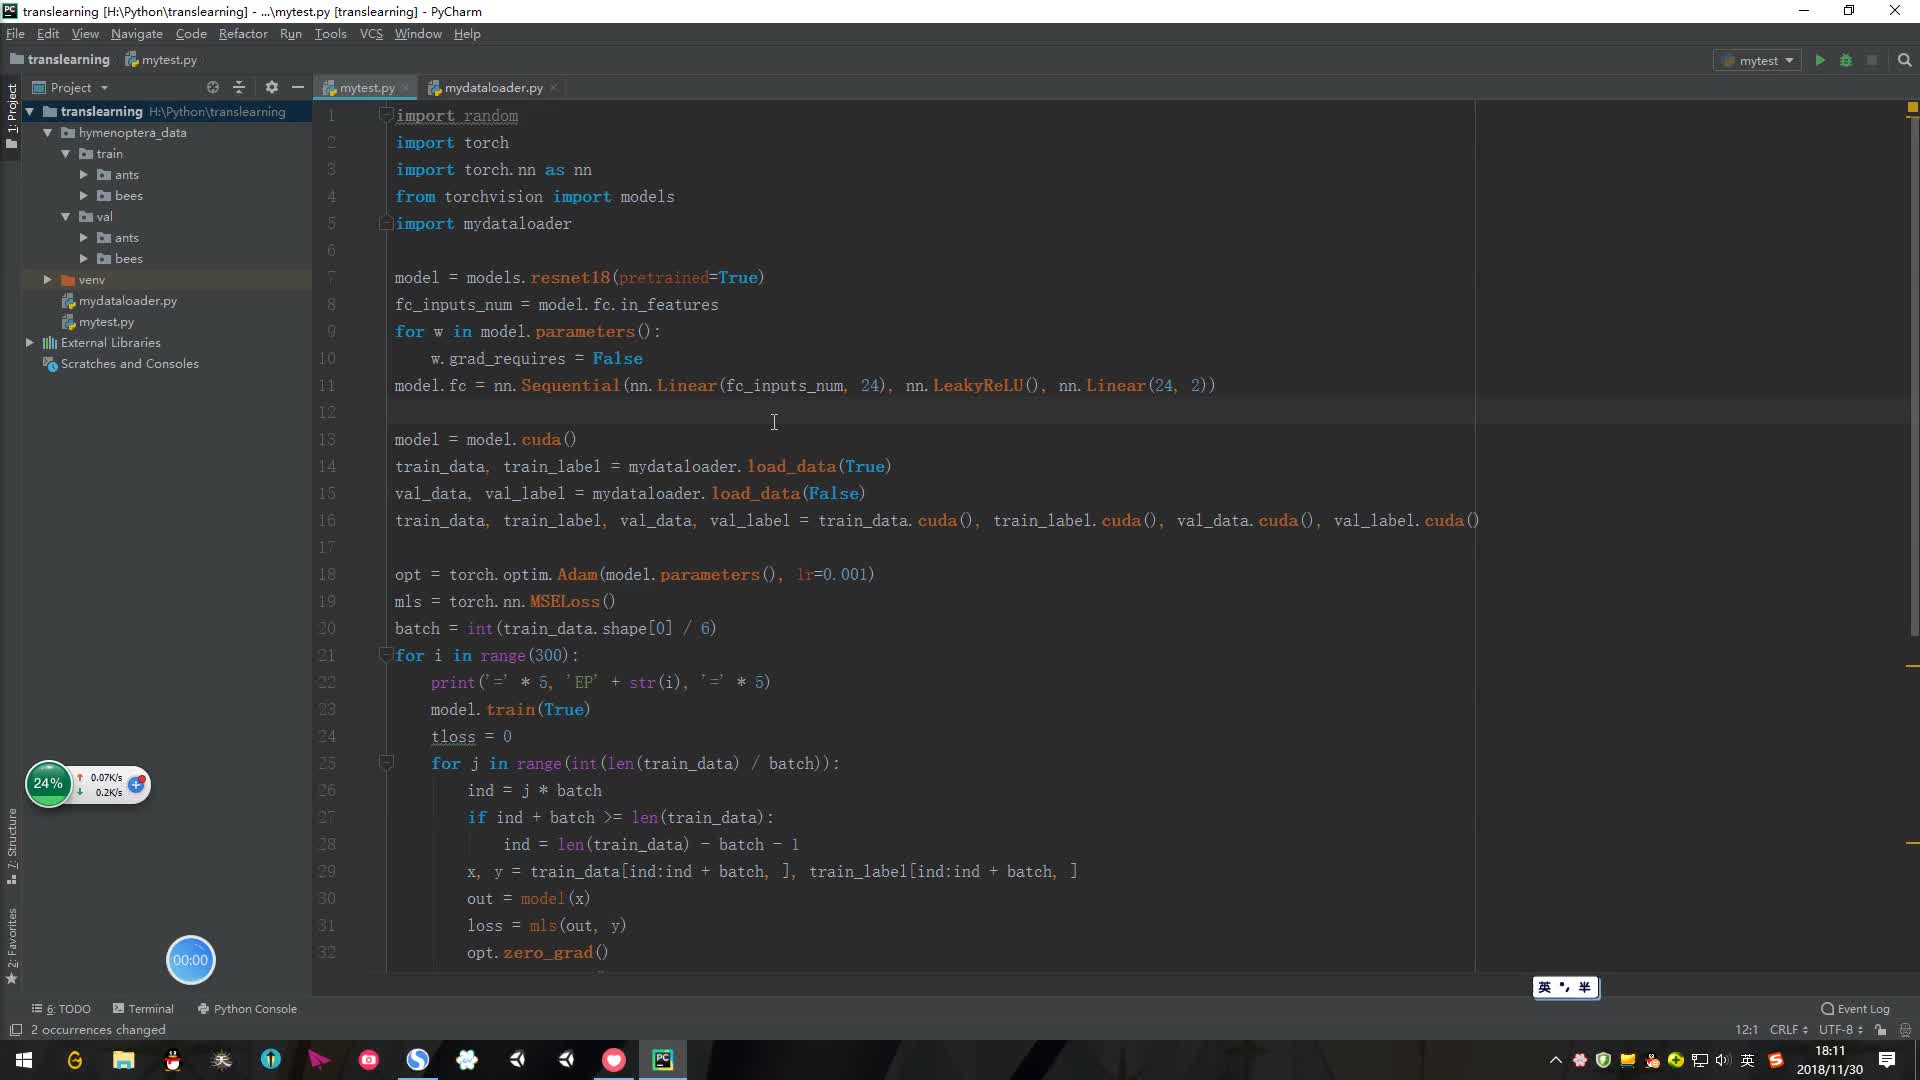 translearning [H:\Python\translearning] - ...\mytest.py [translearning] - PyCharm
File Edit View Navigate Code Refactor Run Tools VCS Window Help
translearning mytest.py mytest
Project
mytest.py mydataloader.py
1: Project
translearning H:\Python\translearning
hymenoptera_data
train
ants
bees
val
ants
bees
venv
mydataloader.py
mytest.py
External Libraries
Scratches and Consoles
1 import random
2 import torch
3 import torch.nn as nn
4 from torchvision import models
5 import mydataloader
6
7 model = models.resnet18(pretrained=True)
8 fc_inputs_num = model.fc.in_features
9 for w in model.parameters():
10 w.grad_requires = False
11 model.fc = nn.Sequential(nn.Linear(fc_inputs_num, 24), nn.LeakyReLU(), nn.Linear(24, 2))
12
13 model = model.cuda()
14 train_data, train_label = mydataloader.load_data(True)
15 val_data, val_label = mydataloader.load_data(False)
16 train_data, train_label, val_data, val_label = train_data.cuda(), train_label.cuda(), val_data.cuda(), val_label.cuda()
17
18 opt = torch.optim.Adam(model.parameters(), lr=0.001)
19 mls = torch.nn.MSELoss()
20 batch = int(train_data.shape[0] / 6)
21 for i in range(300):
22 print('=' * 5, 'EP' + str(i), '=' * 5)
23 model.train(True)
24 tloss = 0
25 for j in range(int(len(train_data) / batch)):
26 ind = j * batch
27 if ind + batch >= len(train_data):
28 ind = len(train_data) - batch - 1
29 x, y = train_data[ind:ind + batch, ], train_label[ind:ind + batch, ]
30 out = model(x)
31 loss = mls(out, y)
32 opt.zero_grad()
24% 0.07K/s
0.2K/s
00:00
7: Structure
2: Favorites
英 半
6: TODO Terminal Python Console Event Log
2 occurrences changed 12:1 CRLF UTF-8
英 18:11
2018/11/30